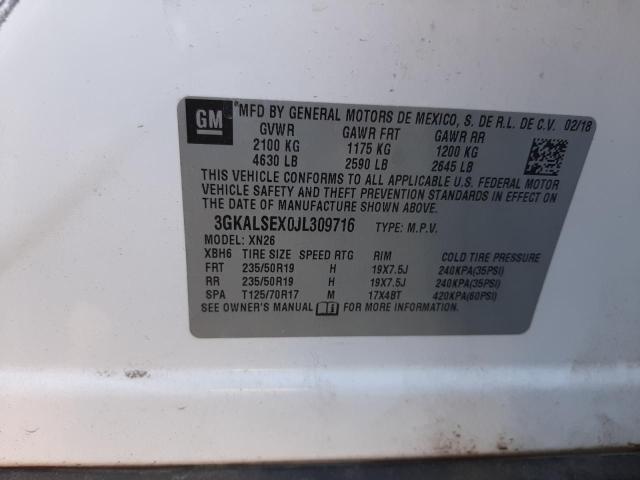 GM MFD BY GENERAL MOTORS DE MEXICO, S. DE R.L. DE C.V. 02/18
GVWR GAWR FRT GAWR RR
2100 KG 1175 KG 1200 KG
4630 LB 2590 LB 2645 LB
THIS VEHICLE CONFORMS TO ALL APPLICABLE U.S. FEDERAL MOTOR
VEHICLE SAFETY AND THEFT PREVENTION STANDARDS IN EFFECT ON
THE DATE OF MANUFACTURE SHOWN ABOVE.
3GKALSEX0JL309716 TYPE: M.P.V.
MODEL: XN26
XBH6 TIRE SIZE SPEED RTG RIM COLD TIRE PRESSURE
FRT 235/50R19 H 19X7.5J 240KPA(35PSI)
RR 235/50R19 H 19X7.5J 240KPA(35PSI)
SPA T125/70R17 M 17X4BT 420KPA(60PSI)
SEE OWNER'S MANUAL FOR MORE INFORMATION.